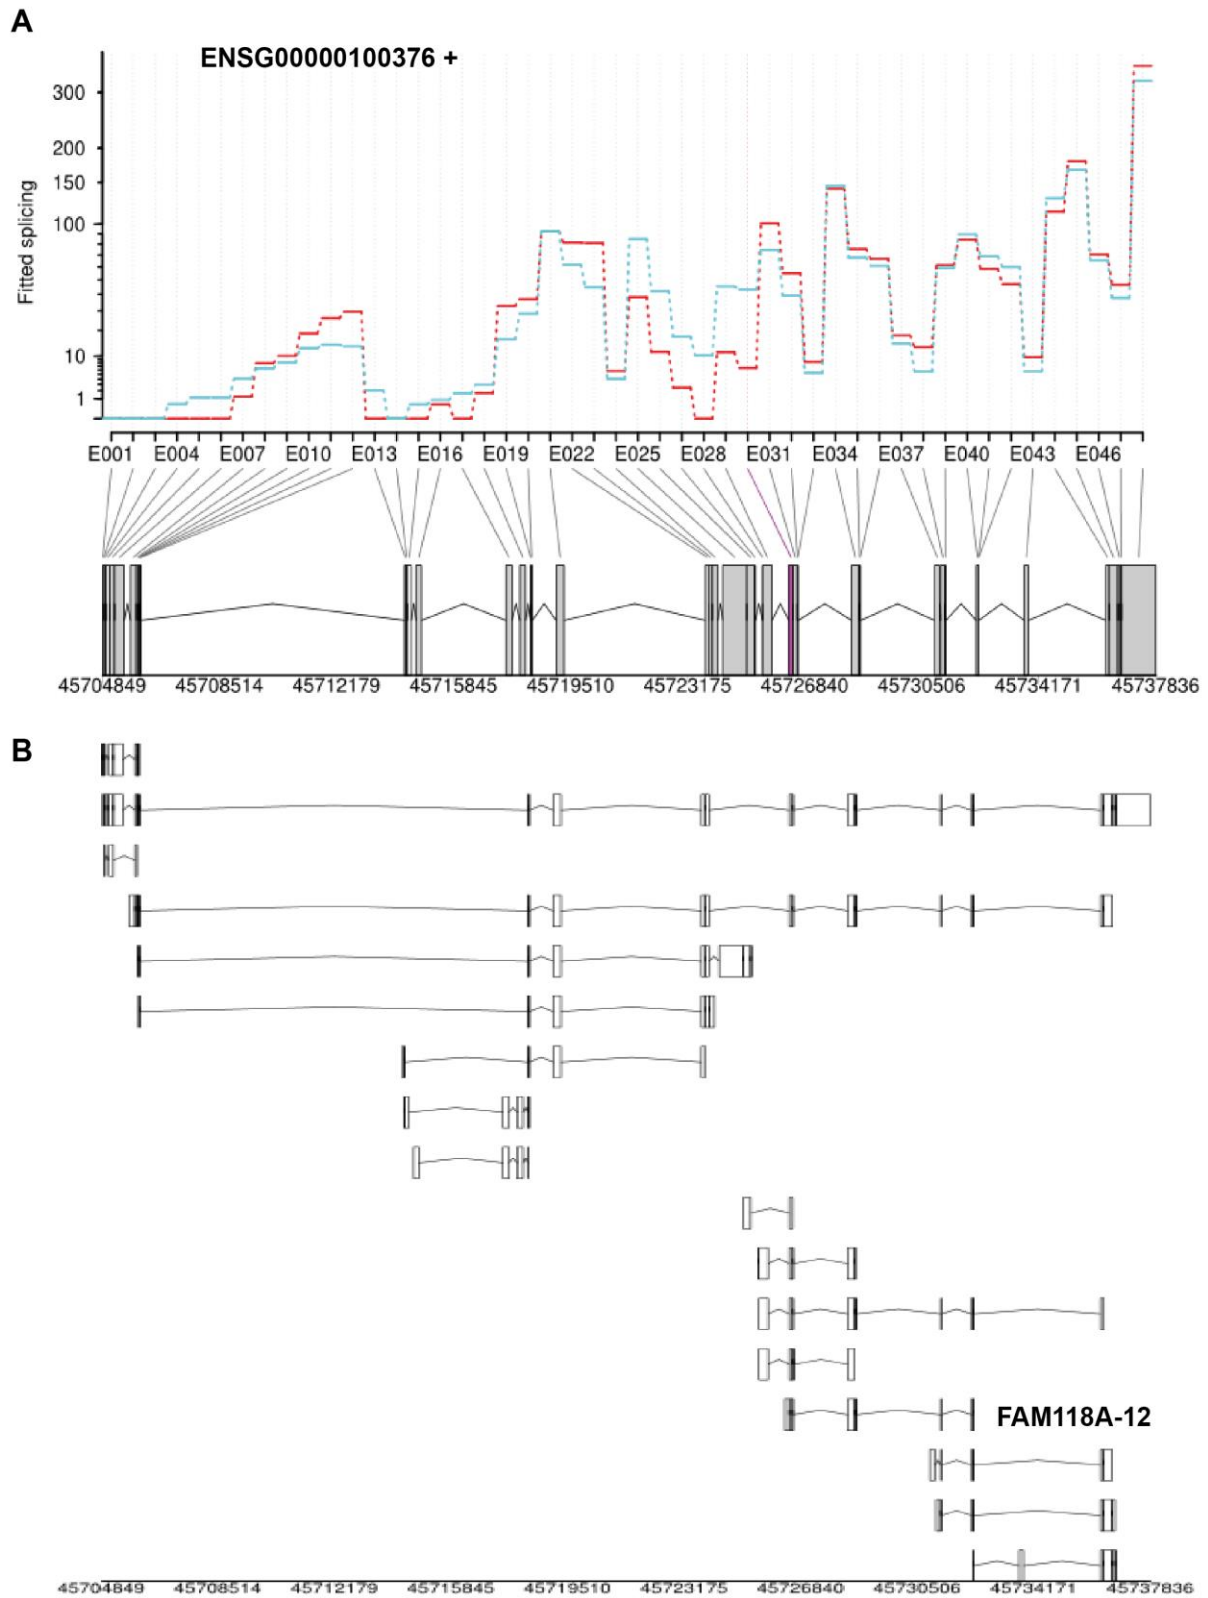 A
ENSG00000100376 +
300
200
150
100
10
1
Fitted splicing
E001 E004 E007 E010 E013 E016 E019 E022 E025 E028 E031 E034 E037 E040 E043 E046
45704849 45708514 45712179 45715845 45719510 45723175 45726840 45730506 45734171 45737836
B
FAM118A-12
45704849 45708514 45712179 45715845 45719510 45723175 45726840 45730506 45734171 45737836